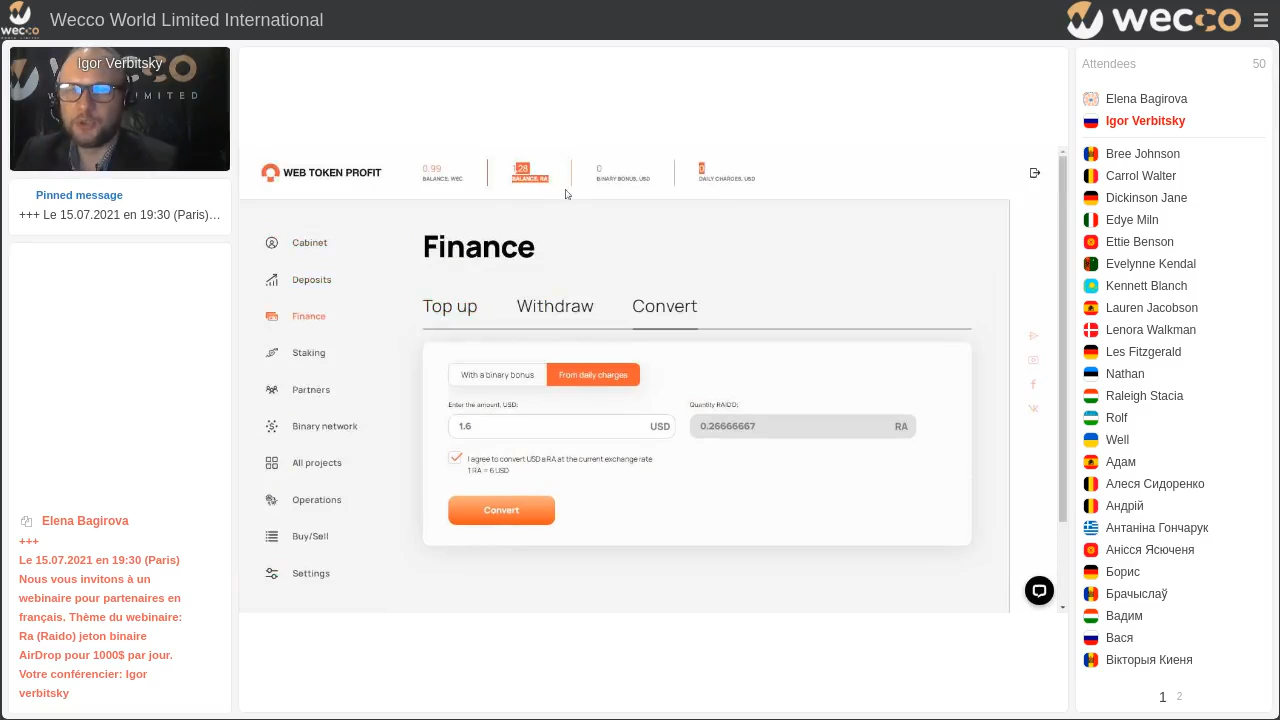 wecco
Wecco World Limited International
wecco
Igor Verbitsky
Pinned message
+++ Le 15.07.2021 en 19:30 (Paris)…
Elena Bagirova
+++
Le 15.07.2021 en 19:30 (Paris)
Nous vous invitons à un
webinaire pour partenaires en
français. Thème du webinaire:
Ra (Raido) jeton binaire
AirDrop pour 1000$ par jour.
Votre conférencier: Igor
verbitsky
WEB TOKEN PROFIT
0.99
BALANCE, WEC
BALANCE, RA
0
BINARY BONUS, USD
0
DAILY CHARGES, USD
Cabinet
Deposits
Finance
Staking
Partners
Binary network
All projects
Operations
Buy/Sell
Settings
Finance
Top up Withdraw Convert
With a binary bonus From daily charges
Enter the amount, USD: Quantity RAIDO:
1.6 USD 0.26666667 RA
I agree to convert USD в RA at the current exchange rate
1 RA = 6 USD
Convert
Attendees 50
Elena Bagirova
Igor Verbitsky
Bree Johnson
Carrol Walter
Dickinson Jane
Edye Miln
Ettie Benson
Evelynne Kendal
Kennett Blanch
Lauren Jacobson
Lenora Walkman
Les Fitzgerald
Nathan
Raleigh Stacia
Rolf
Well
Адам
Алеся Сидоренко
Андрій
Антаніна Гончарук
Анісся Ясюченя
Борис
Брачыслаў
Вадим
Вася
Вікторыя Киеня
1 2